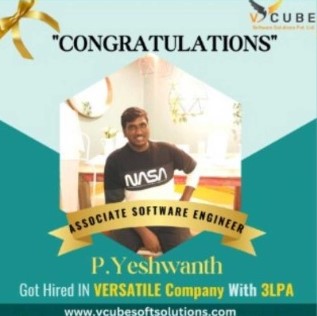 V CUBE
Software Solutions Pvt. Ltd.
"CONGRATULATIONS"
NASA
ASSOCIATE SOFTWARE ENGINEER
P.Yeshwanth
Got Hired IN VERSATILE Company With 3LPA
www.vcubesoftsolutions.com